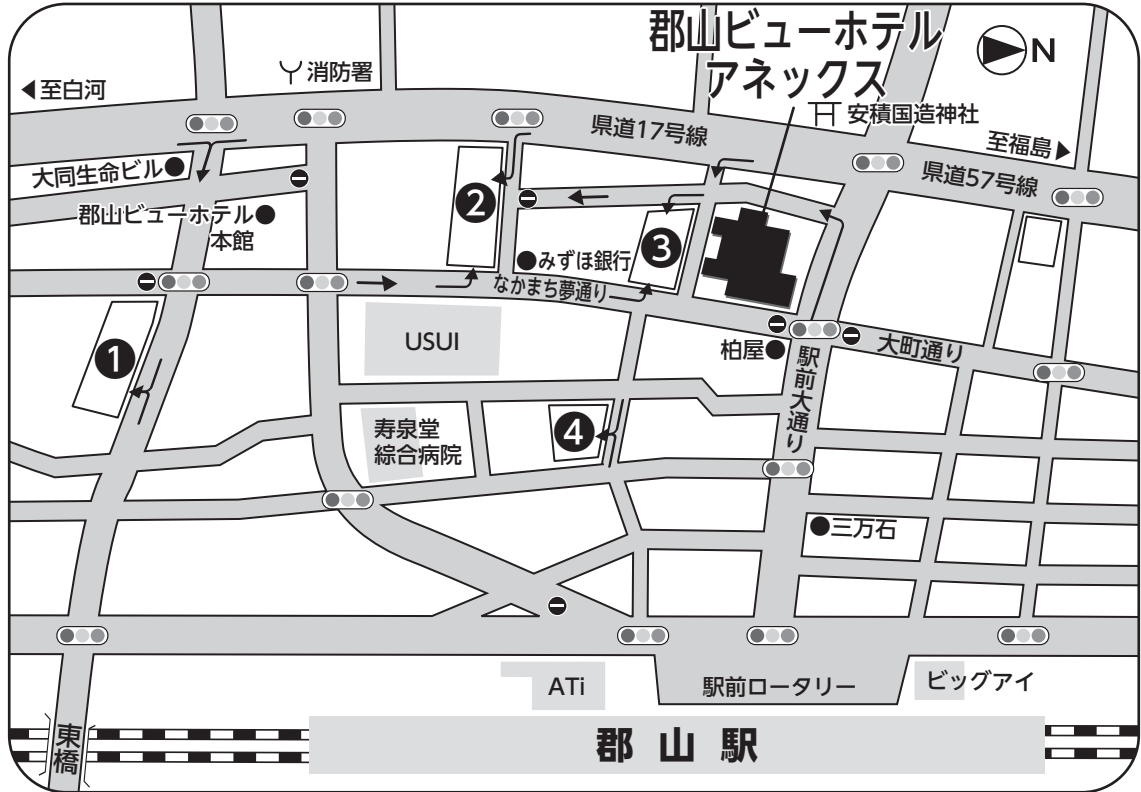 郡山ビューホテル
アネックス
N
消防署
◀至白河
安積国造神社
県道17号線
至福島▶
大同生命ビル
県道57号線
郡山ビューホテル
本館
2
3
みずほ銀行
なかまち夢通り
1
USUI
柏屋
大町通り
駅前大通り
寿泉堂
綜合病院
4
三万石
ATi
駅前ロータリー
ビッグアイ
東橋
郡山駅